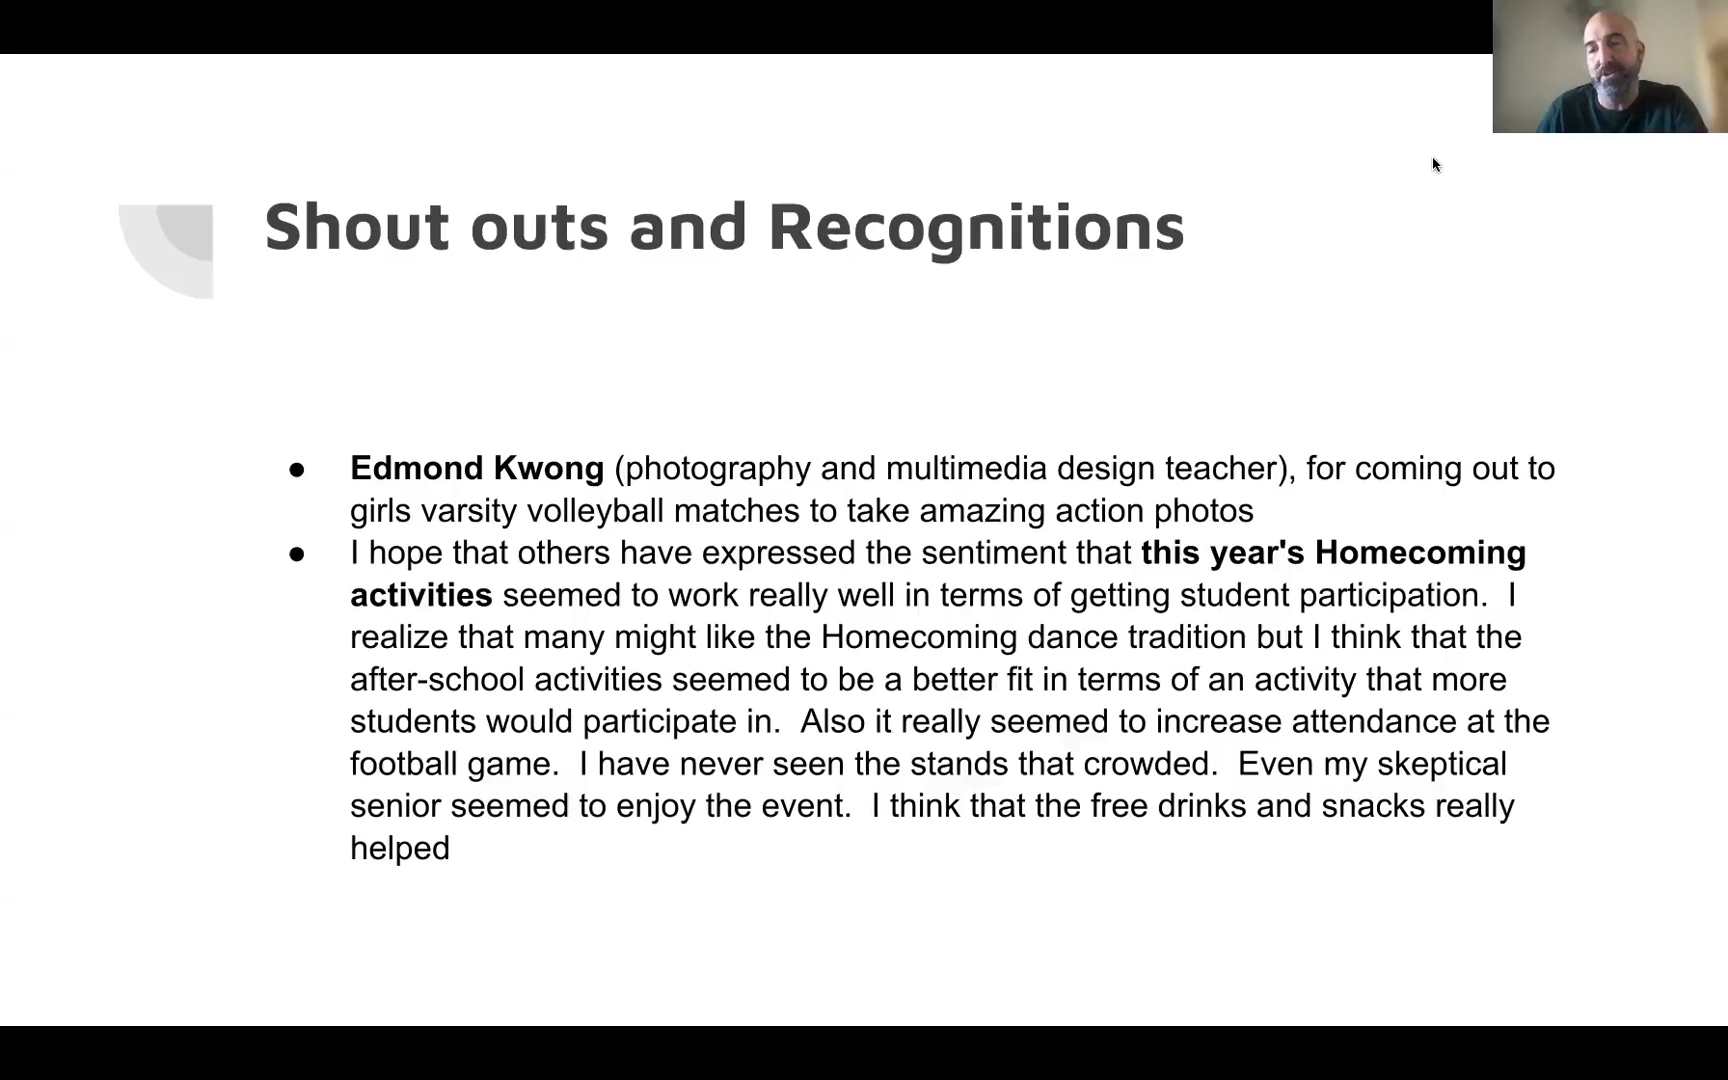 Shout outs and Recognitions
● Edmond Kwong (photography and multimedia design teacher), for coming out to
girls varsity volleyball matches to take amazing action photos
● I hope that others have expressed the sentiment that this year's Homecoming
activities seemed to work really well in terms of getting student participation.  I
realize that many might like the Homecoming dance tradition but I think that the
after-school activities seemed to be a better fit in terms of an activity that more
students would participate in.  Also it really seemed to increase attendance at the
football game.  I have never seen the stands that crowded.  Even my skeptical
senior seemed to enjoy the event.  I think that the free drinks and snacks really
helped